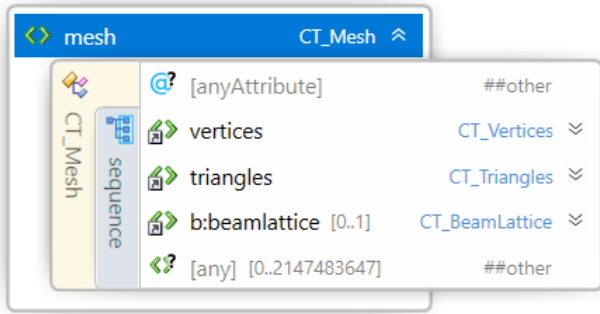 mesh CT_Mesh
CT_Mesh
sequence
@? [anyAttribute] ##other
vertices CT_Vertices
triangles CT_Triangles
b:beamlattice [0..1] CT_BeamLattice
<>? [any] [0..2147483647] ##other